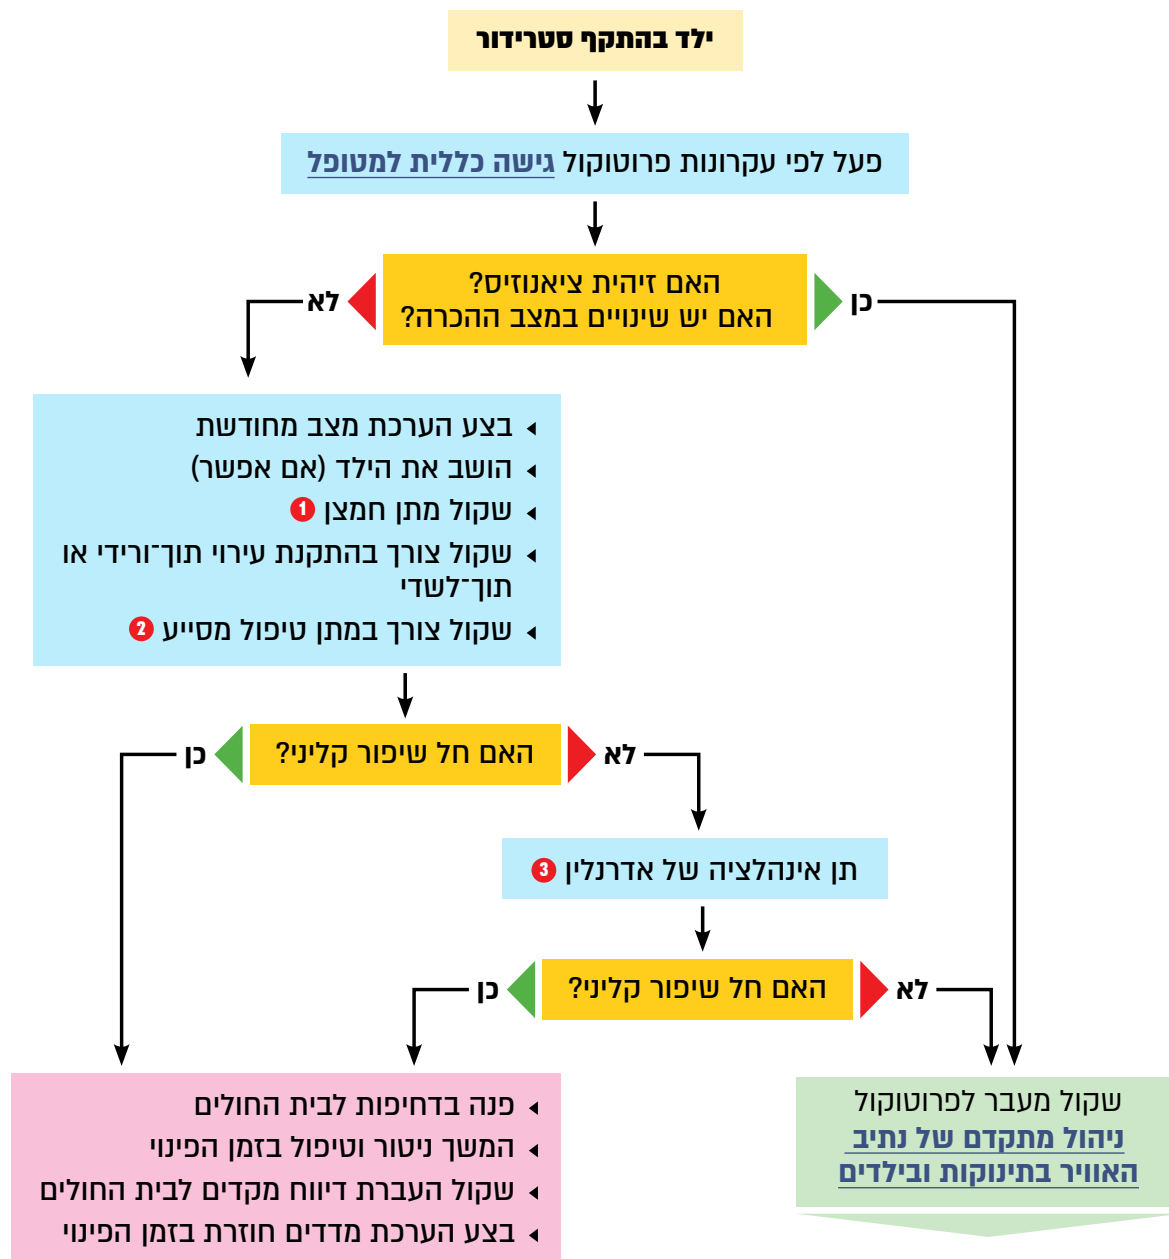 ילד בהתקף סטרידור
פעל לפי עקרונות פרוטוקול גישה כללית למטופל
האם זיהית ציאנוזיס?
האם יש שינויים במצב ההכרה?
כן
לא
בצע הערכת מצב מחודשת
הושב את הילד (אם אפשר)
שקול מתן חמצן 1
שקול צורך בהתקנת עירוי תוך־ורידי או
תוך־לשדי
שקול צורך במתן טיפול מסייע 2
האם חל שיפור קליני?
לא
כן
תן אינהלציה של אדרנלין 3
האם חל שיפור קליני?
לא
כן
שקול מעבר לפרוטוקול
ניהול מתקדם של נתיב
האוויר בתינוקות ובילדים
פנה בדחיפות לבית החולים
המשך ניטור וטיפול בזמן הפינוי
שקול העברת דיווח מקדים לבית החולים
בצע הערכת מדדים חוזרת בזמן הפינוי